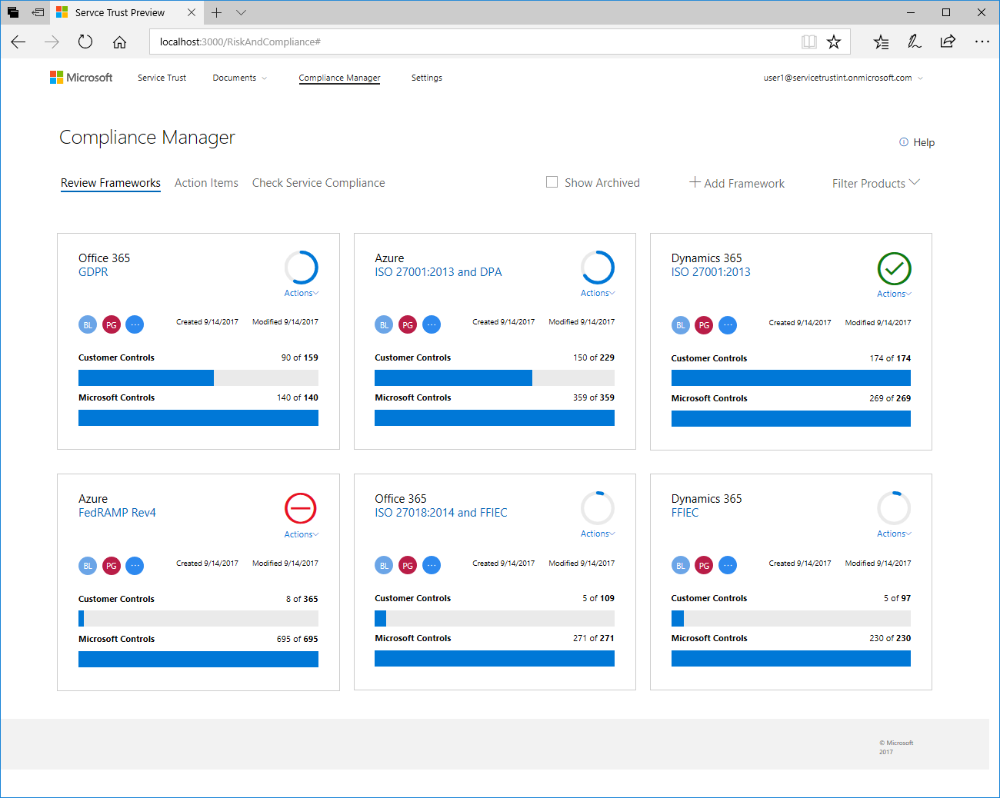 Servce Trust Preview
localhost:3000/RiskAndCompliance#
Microsoft Service Trust Documents Compliance Manager Settings user1@servicetrustint.onmicrosoft.com
Compliance Manager
Help
Review Frameworks Action Items Check Service Compliance Show Archived Add Framework Filter Products
Office 365
GDPR
Actions
BL PG ... Created 9/14/2017 Modified 9/14/2017
Customer Controls 90 of 159
Microsoft Controls 140 of 140
Azure
ISO 27001:2013 and DPA
Actions
BL PG ... Created 9/14/2017 Modified 9/14/2017
Customer Controls 150 of 229
Microsoft Controls 359 of 359
Dynamics 365
ISO 27001:2013
Actions
BL PG ... Created 9/14/2017 Modified 9/14/2017
Customer Controls 174 of 174
Microsoft Controls 269 of 269
Azure
FedRAMP Rev4
Actions
BL PG ... Created 9/14/2017 Modified 9/14/2017
Customer Controls 8 of 365
Microsoft Controls 695 of 695
Office 365
ISO 27018:2014 and FFIEC
Actions
BL PG ... Created 9/14/2017 Modified 9/14/2017
Customer Controls 5 of 109
Microsoft Controls 271 of 271
Dynamics 365
FFIEC
Actions
BL PG ... Created 9/14/2017 Modified 9/14/2017
Customer Controls 5 of 97
Microsoft Controls 230 of 230
© Microsoft
2017